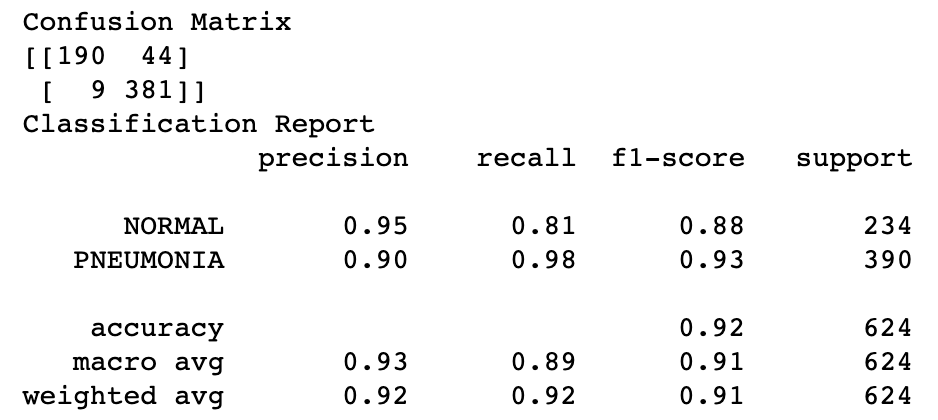 Confusion Matrix
[[190  44]
 [  9 381]]
Classification Report
              precision    recall  f1-score   support

      NORMAL       0.95      0.81      0.88       234
   PNEUMONIA       0.90      0.98      0.93       390

    accuracy                           0.92       624
   macro avg       0.93      0.89      0.91       624
weighted avg       0.92      0.92      0.91       624